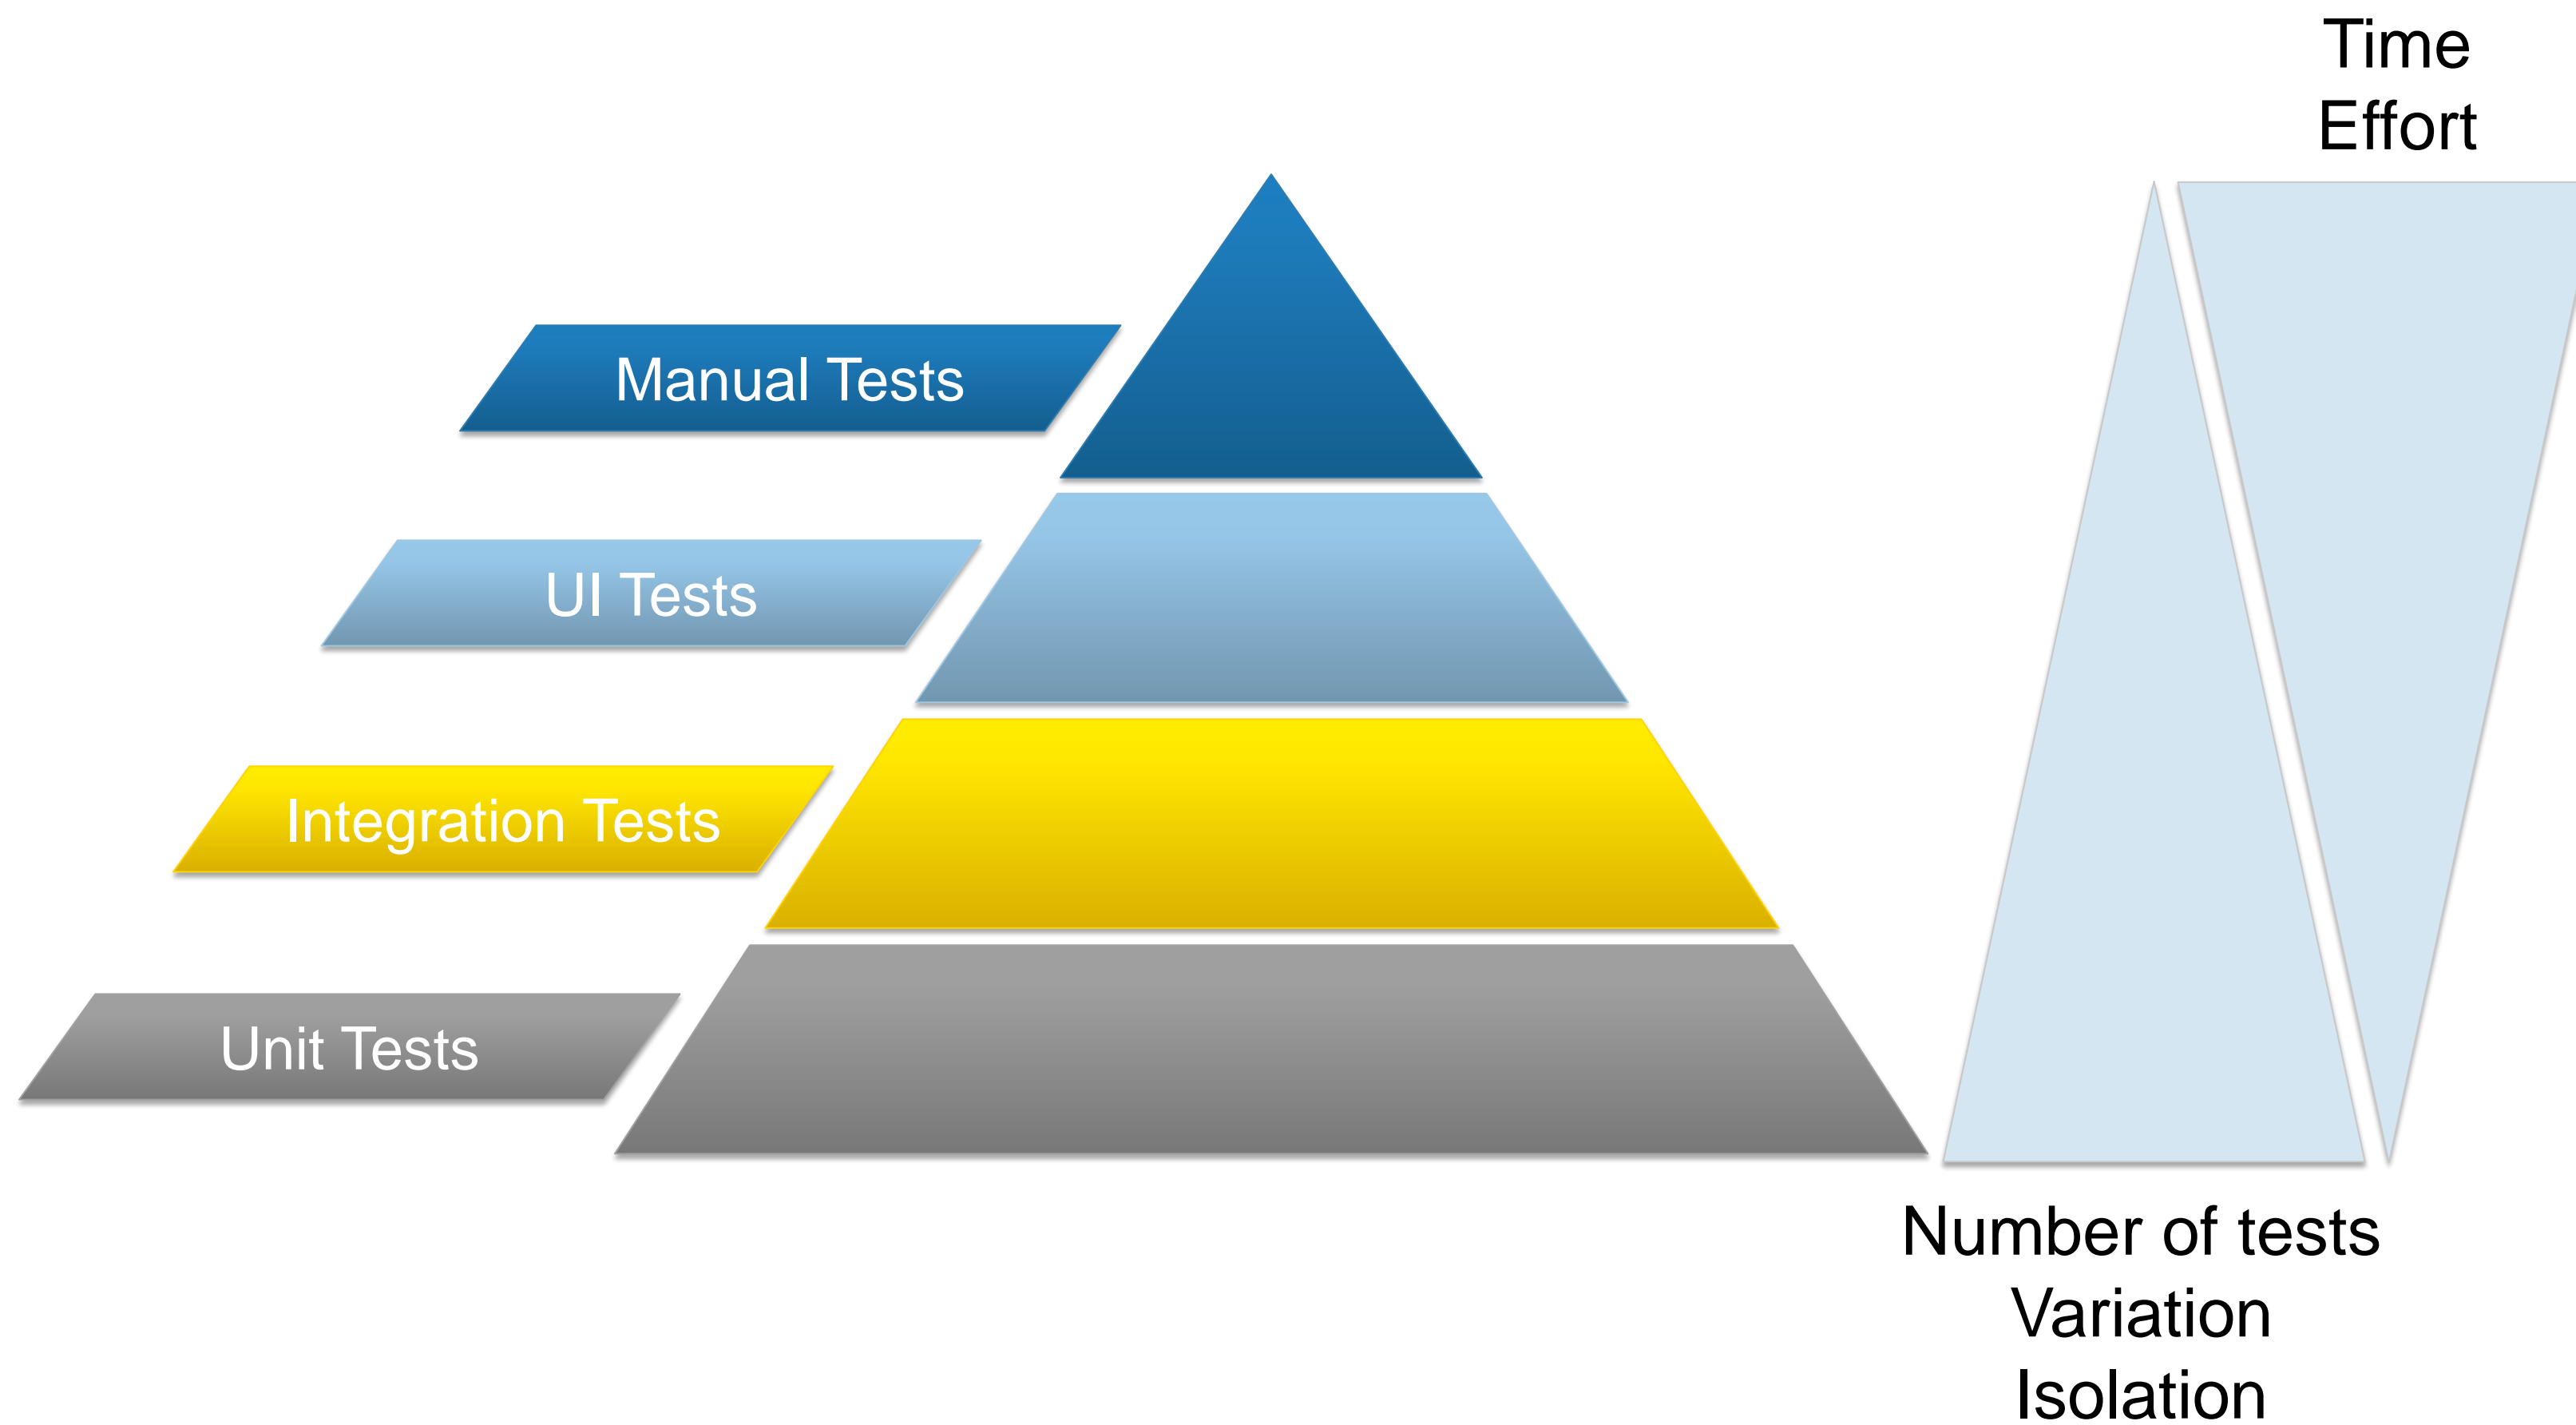 Time
Effort
Manual Tests
UI Tests
Integration Tests
Unit Tests
Number of tests
Variation
Isolation